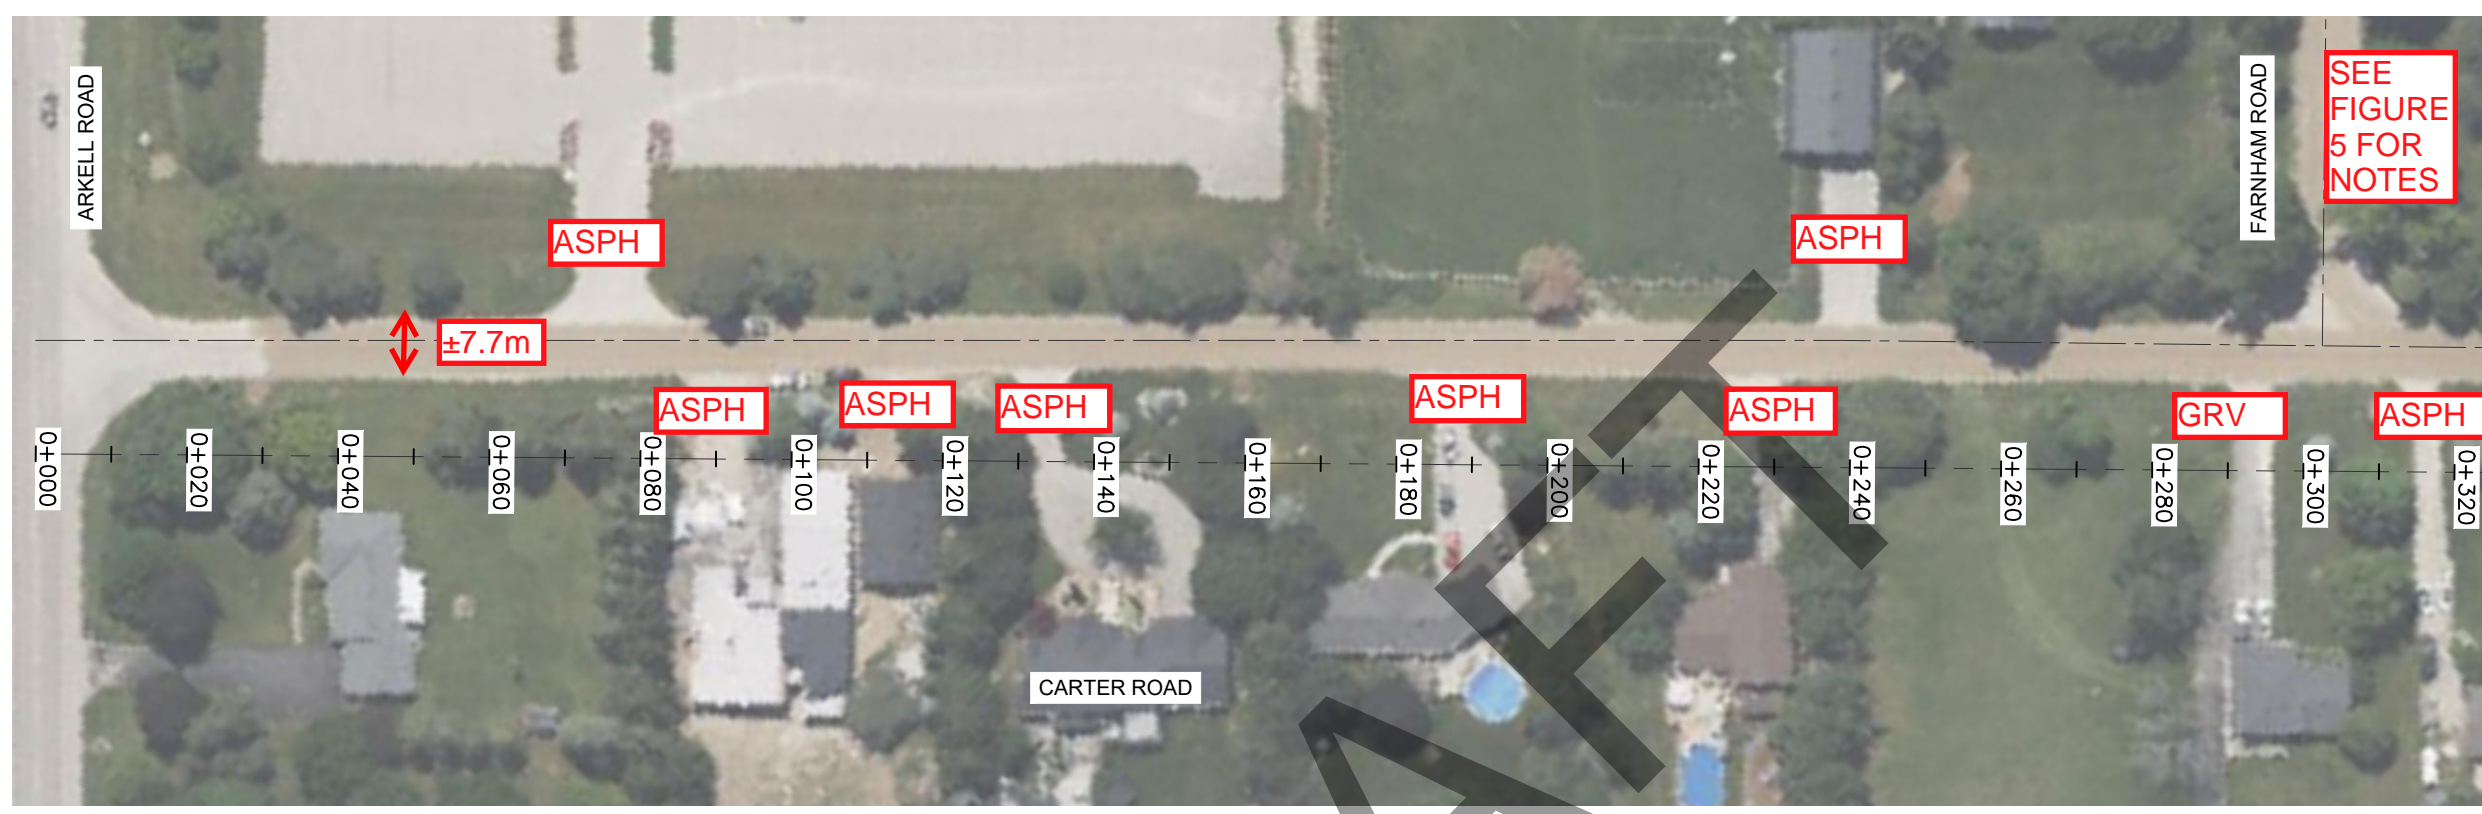 ARKELL ROAD
FARNHAM ROAD
SEE
FIGURE
5 FOR
NOTES
ASPH
ASPH
±7.7m
ASPH
ASPH
ASPH
ASPH
ASPH
GRV
ASPH
0+000
0+020
0+040
0+060
0+080
0+100
0+120
0+140
0+160
0+180
0+200
0+220
0+240
0+260
0+280
0+300
0+320
CARTER ROAD
AFT